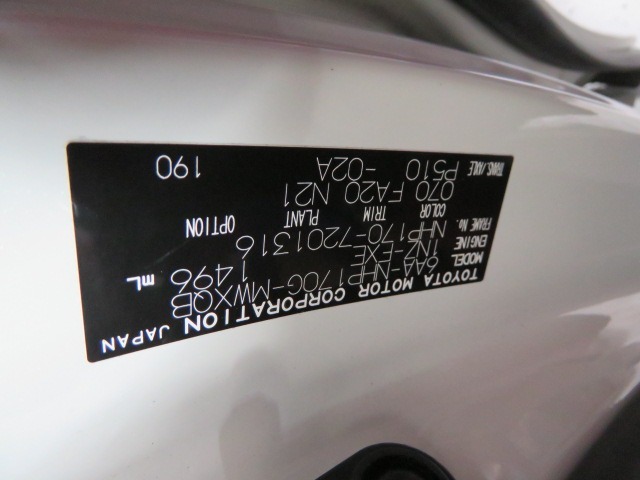 TOYOTA MOTOR CORPORATION JAPAN
MODEL 6AA-NHP170G-MWXQB
ENGINE 1NZ-FXE 1496 mL
FRAME No. NHP170-7201316
COLOR TRIM PLANT OPTION
070 FA20 N21
TRANS./AXLE P510 -02A 190